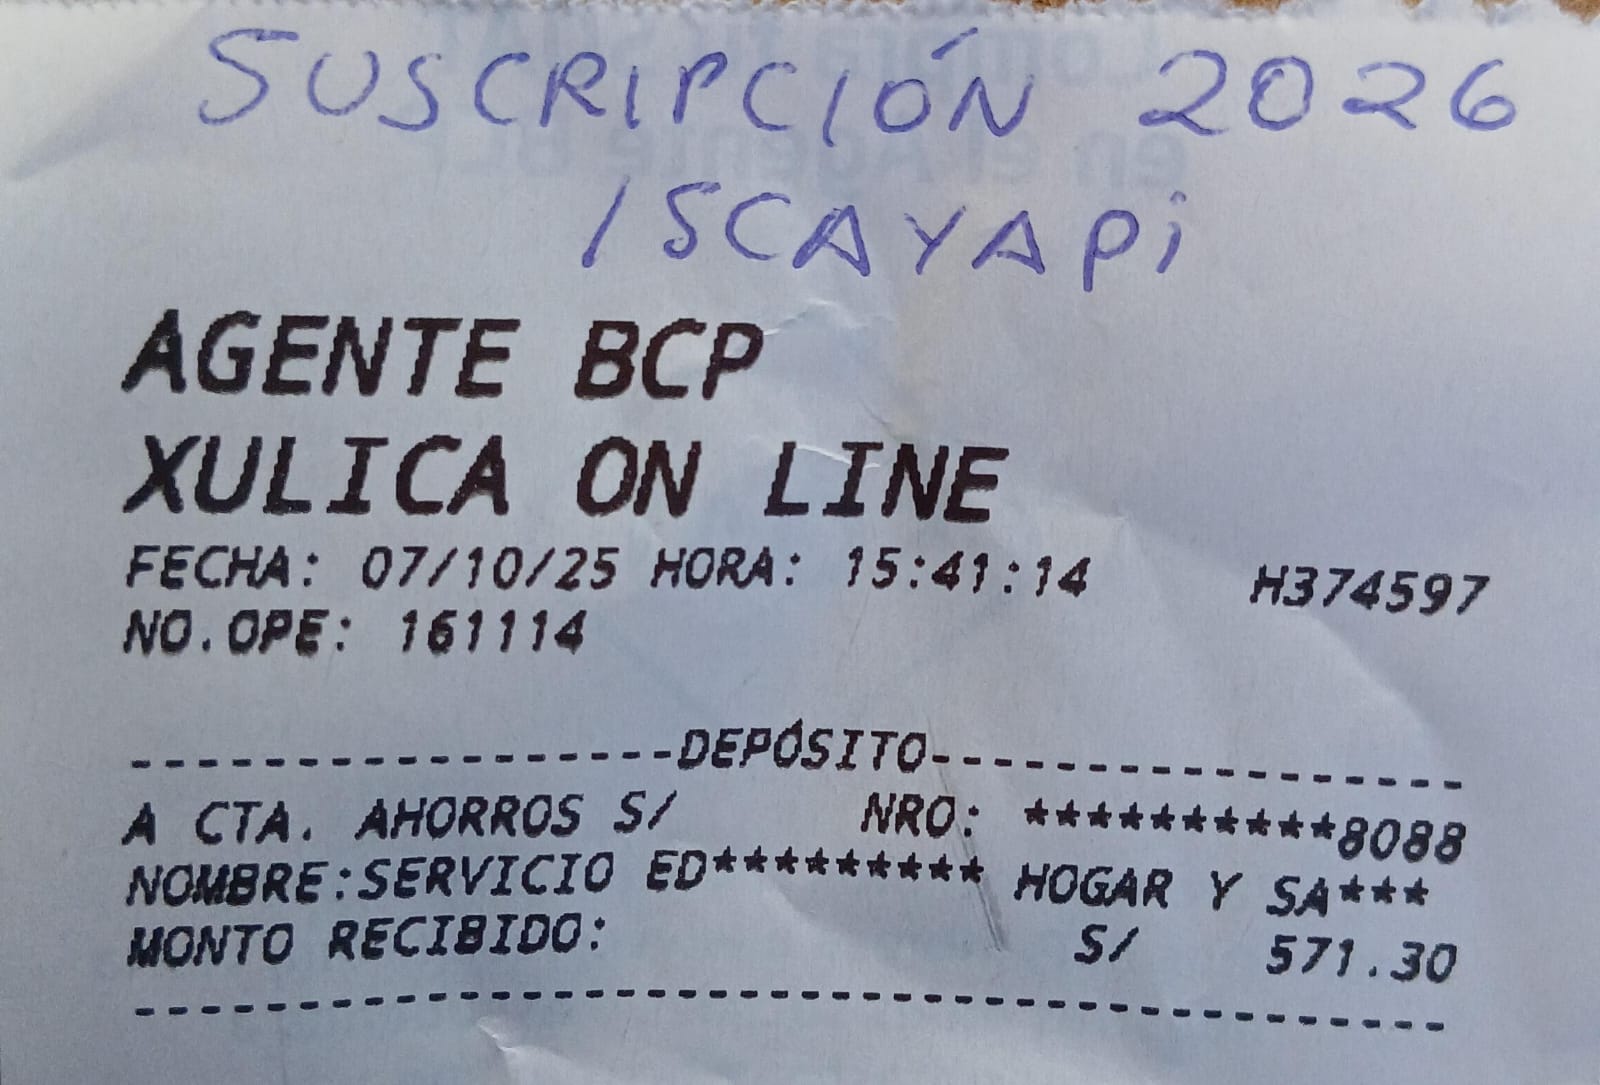 SUSCRIPCIÓN 2026
ISCAYAPi
AGENTE BCP
XULICA ON LINE
FECHA: 07/10/25 HORA: 15:41:14 H374597
NO.OPE: 161114
-----------------DEPÓSITO-----------------
A CTA. AHORROS S/ NRO: **********8088
NOMBRE:SERVICIO ED********* HOGAR Y SA***
MONTO RECIBIDO: S/ 571.30
-----------------------------------------